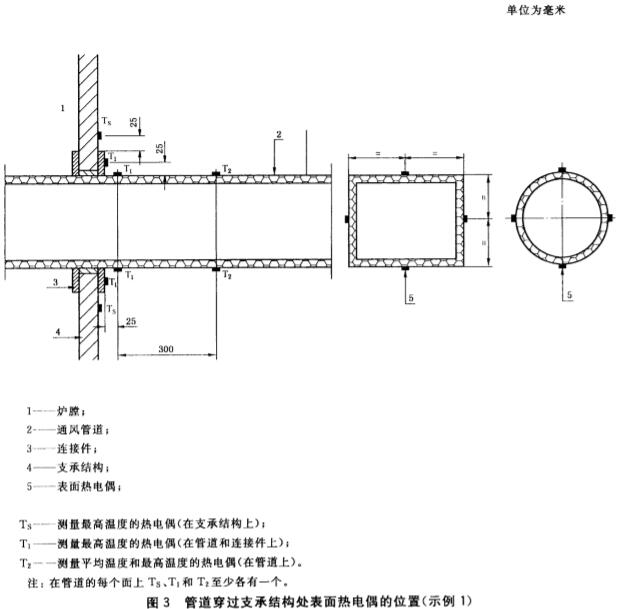 单位为毫米
1
Ts
25
25
T1
T1
T2
2
=
=
=
=
3
T1
T1
T2
Ts
4
25
300
5
5
1——炉膛；
2——通风管道；
3——连接件；
4——支承结构；
5——表面热电偶；
Ts——测量最高温度的热电偶(在支承结构上)；
T1——测量最高温度的热电偶(在管道和连接件上)；
T2——测量平均温度和最高温度的热电偶(在管道上)。
注：在管道的每个面上 Ts、T1和 T2至少各有一个。
图 3 管道穿过支承结构处表面热电偶的位置(示例 1)